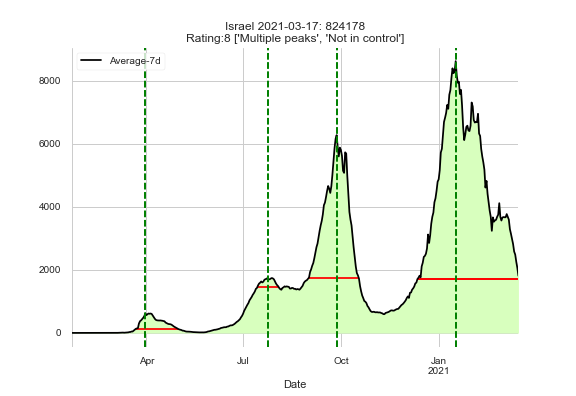 Israel 2021-03-17: 824178
Rating:8 ['Multiple peaks', 'Not in control']
Average-7d
8000
6000
4000
2000
0
Apr
Jul
Oct
Jan
2021
Date